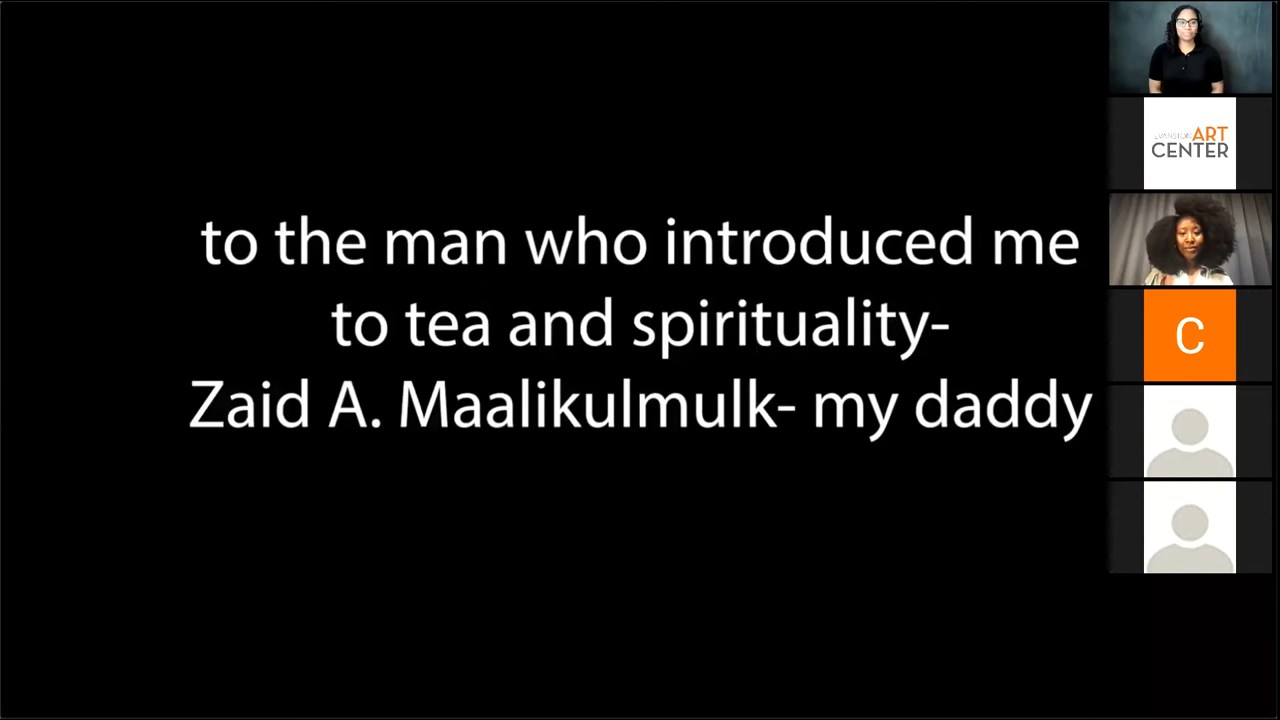 to the man who introduced me
to tea and spirituality-
Zaid A. Maalikulmulk- my daddy
EVANSTON ART
CENTER
C